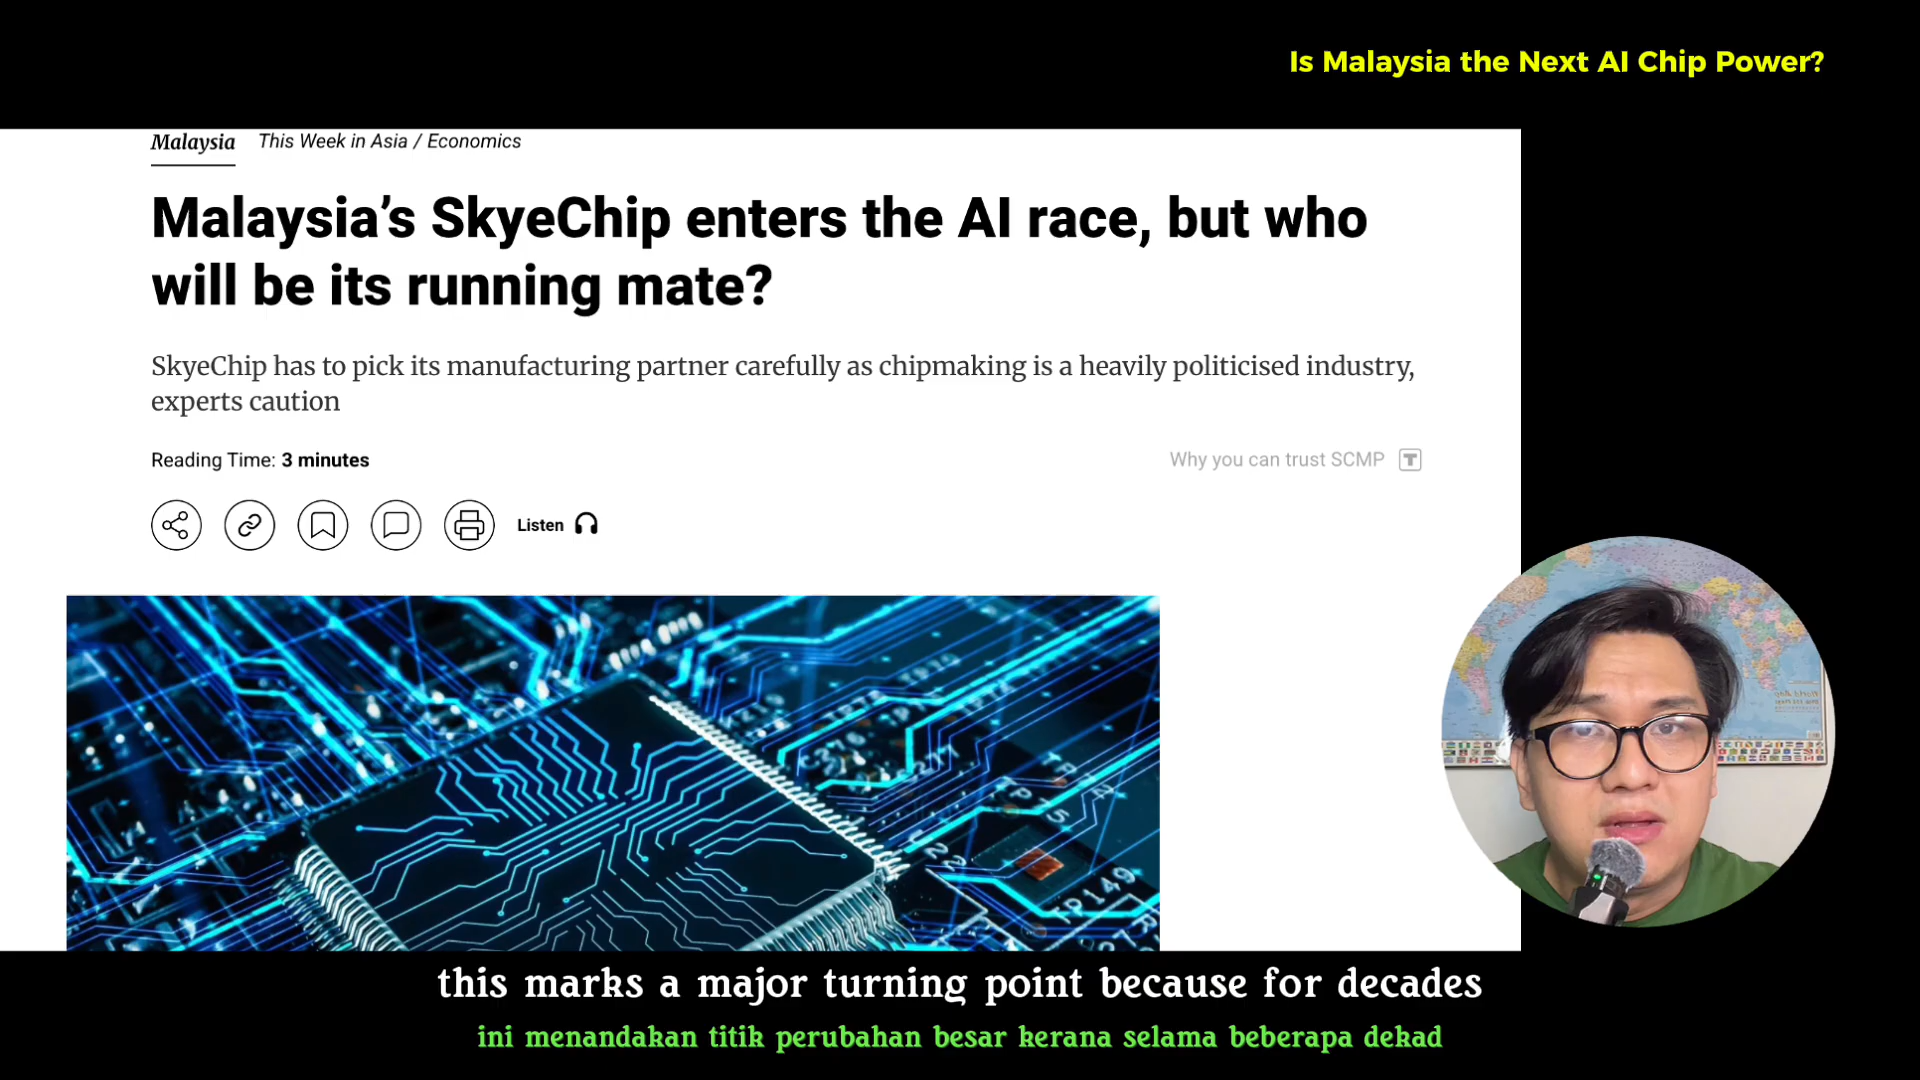 Is Malaysia the Next AI Chip Power?
Malaysia This Week in Asia / Economics
Malaysia’s SkyeChip enters the AI race, but who
will be its running mate?
SkyeChip has to pick its manufacturing partner carefully as chipmaking is a heavily politicised industry,
experts caution
Reading Time: 3 minutes
Why you can trust SCMP T
Listen
TP149
this marks a major turning point because for decades
ini menandakan titik perubahan besar kerana selama beberapa dekad